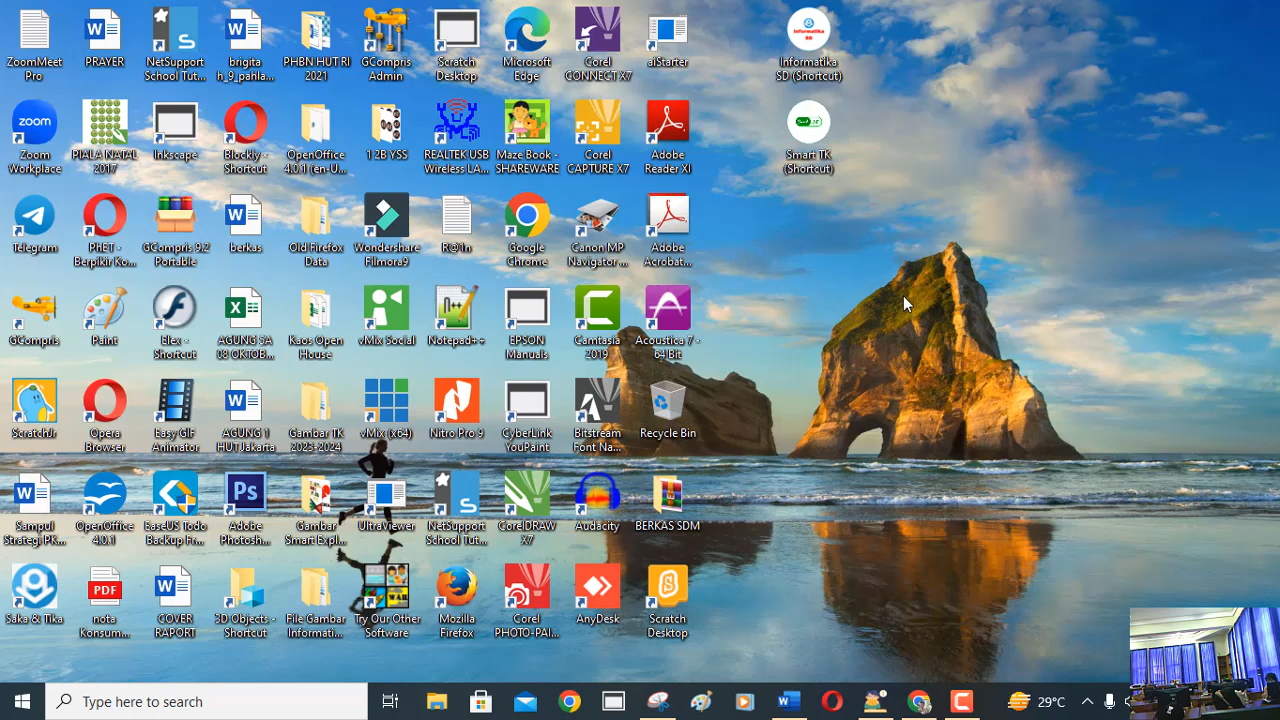 ZoomMeet Pro
PRAYER
NetSupport School Tut...
brigita h_9_pahla...
PHBN HUT RI 2021
GCompris Admin
Scratch Desktop
Microsoft Edge
Corel CONNECT X7
aiStarter
Informatika SD
Informatika SD (Shortcut)
zoom
Zoom Workplace
PIALA NATAL 2017
Inkscape
Blockly - Shortcut
OpenOffice 4.0.1 (en-U...
1 2B YSS
REALTEK USB Wireless LA...
Maze Book - SHAREWARE
Corel CAPTURE X7
Adobe Reader XI
Smart TK (Shortcut)
Telegram
PHET - Berpikir Ko...
GCompris 9.2 Portable
berkas
Old Firefox Data
Wondershare Filmora9
R@1n
Google Chrome
Canon MP Navigator ...
Adobe Acrobat...
GCompris
Paint
Elex - Shortcut
AGUNG SA 08 OKTOB...
Kaos Open House
vMix Social
Notepad++
EPSON Manuals
Camtasia 2019
Acoustica 7 - 64 Bit
ScratchJr
Opera Browser
Easy GIF Animator
AGUNG 1 HUT Jakarta
Gambar TK 2023-2024
vMix (x64)
Nitro Pro 9
CyberLink YouPaint
Bitstream Font Na...
Recycle Bin
Sampul Strategi PK...
OpenOffice 4.0.1
EaseUS Todo Backup Fr...
Ps
Adobe Photosh...
Gambar Smart Expl...
UltraViewer
NetSupport School Tut...
CorelDRAW X7
Audacity
BERKAS SDM
Saka & Tika
PDF
nota Konsum...
COVER RAPORT
3D Objects - Shortcut
File Gambar Informati...
Try Our Other Software
Mozilla Firefox
Corel PHOTO-PAI...
AnyDesk
Scratch Desktop
Type here to search
29°C